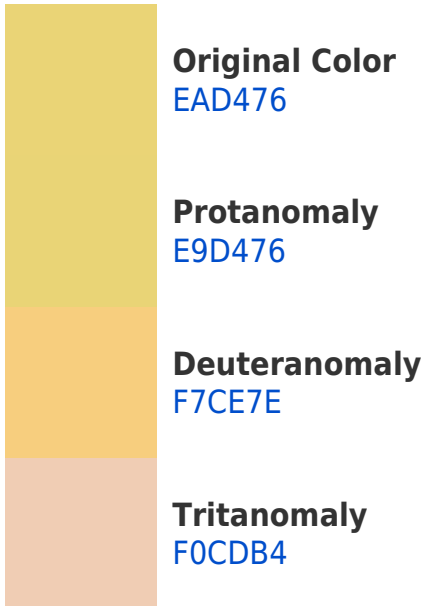 Original Color
EAD476
Protanomaly
E9D476
Deuteranomaly
F7CE7E
Tritanomaly
F0CDB4